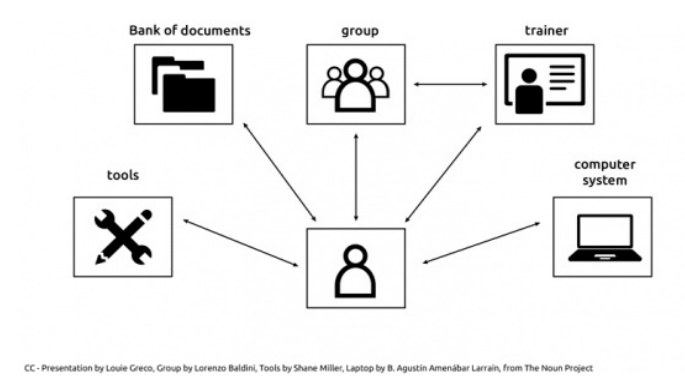 Bank of documents
group
trainer
tools
computer
system
CC - Presentation by Louie Greco, Group by Lorenzo Baldini, Tools by Shane Miller, Laptop by B. Agustín Amenábar Larraín, from The Noun Project